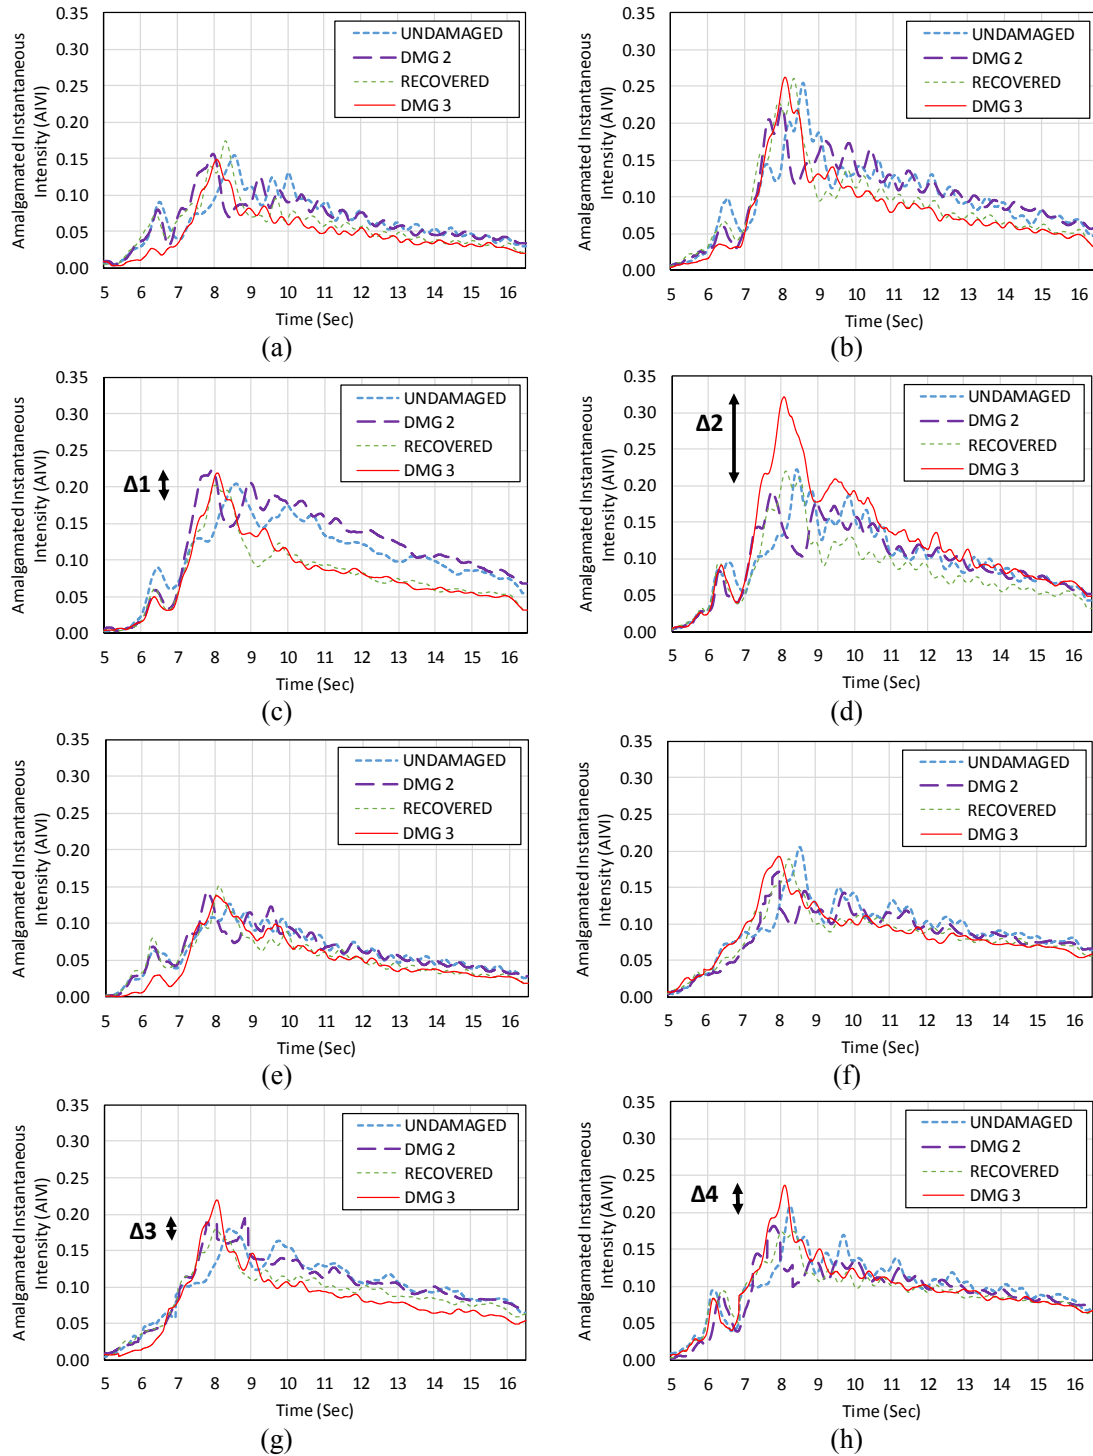 Amalgamated Instantaneous
Intensity (AIVI)
0.35
0.30
0.25
0.20
0.15
0.10
0.05
0.00
UNDAMAGED
DMG 2
RECOVERED
DMG 3
5 6 7 8 9 10 11 12 13 14 15 16
Time (Sec)
(a)
Amalgamated Instantaneous
Intensity (AIVI)
0.35
0.30
0.25
0.20
0.15
0.10
0.05
0.00
UNDAMAGED
DMG 2
RECOVERED
DMG 3
5 6 7 8 9 10 11 12 13 14 15 16
Time (Sec)
(b)
Amalgamated Instantaneous
Intensity (AIVI)
0.35
0.30
0.25
0.20
0.15
0.10
0.05
0.00
UNDAMAGED
DMG 2
RECOVERED
DMG 3
Δ1
5 6 7 8 9 10 11 12 13 14 15 16
Time (Sec)
(c)
Amalgamated Instantaneous
Intensity (AIVI)
0.35
0.30
0.25
0.20
0.15
0.10
0.05
0.00
UNDAMAGED
DMG 2
RECOVERED
DMG 3
Δ2
5 6 7 8 9 10 11 12 13 14 15 16
Time (Sec)
(d)
Amalgamated Instantaneous
Intensity (AIVI)
0.35
0.30
0.25
0.20
0.15
0.10
0.05
0.00
UNDAMAGED
DMG 2
RECOVERED
DMG 3
5 6 7 8 9 10 11 12 13 14 15 16
Time (Sec)
(e)
Amalgamated Instantaneous
Intensity (AIVI)
0.35
0.30
0.25
0.20
0.15
0.10
0.05
0.00
UNDAMAGED
DMG 2
RECOVERED
DMG 3
5 6 7 8 9 10 11 12 13 14 15 16
Time (Sec)
(f)
Amalgamated Instantaneous
Intensity (AIVI)
0.35
0.30
0.25
0.20
0.15
0.10
0.05
0.00
UNDAMAGED
DMG 2
RECOVERED
DMG 3
Δ3
5 6 7 8 9 10 11 12 13 14 15 16
Time (Sec)
(g)
Amalgamated Instantaneous
Intensity (AIVI)
0.35
0.30
0.25
0.20
0.15
0.10
0.05
0.00
UNDAMAGED
DMG 2
RECOVERED
DMG 3
Δ4
5 6 7 8 9 10 11 12 13 14 15 16
Time (Sec)
(h)